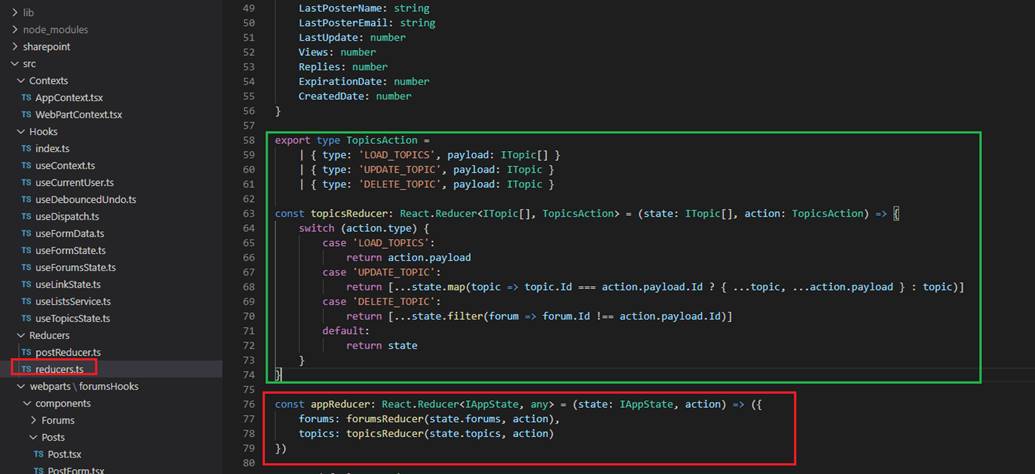 lib
node_modules
sharepoint
src
Contexts
TS AppContext.tsx
TS WebPartContext.tsx
Hooks
TS index.ts
TS useContext.ts
TS useCurrentUser.ts
TS useDebouncedUndo.ts
TS useDispatch.ts
TS useFormData.ts
TS useFormState.ts
TS useForumsState.ts
TS useLinkState.ts
TS useListsService.ts
TS useTopicsState.ts
Reducers
TS postReducer.ts
TS reducers.ts
webparts \ forumsHooks
components
Forums
Posts
TS Post.tsx
TS PostForm.tsx
49 LastPosterName: string
50 LastPosterEmail: string
51 LastUpdate: number
52 Views: number
53 Replies: number
54 ExpirationDate: number
55 CreatedDate: number
56 }
57
58 export type TopicsAction =
59 | { type: 'LOAD_TOPICS', payload: ITopic[] }
60 | { type: 'UPDATE_TOPIC', payload: ITopic }
61 | { type: 'DELETE_TOPIC', payload: ITopic }
62
63 const topicsReducer: React.Reducer<ITopic[], TopicsAction> = (state: ITopic[], action: TopicsAction) => {
64 switch (action.type) {
65 case 'LOAD_TOPICS':
66 return action.payload
67 case 'UPDATE_TOPIC':
68 return [...state.map(topic => topic.Id === action.payload.Id ? { ...topic, ...action.payload } : topic)]
69 case 'DELETE_TOPIC':
70 return [...state.filter(forum => forum.Id !== action.payload.Id)]
71 default:
72 return state
73 }
74 }
75
76 const appReducer: React.Reducer<IAppState, any> = (state: IAppState, action) => ({
77 forums: forumsReducer(state.forums, action),
78 topics: topicsReducer(state.topics, action)
79 })
80